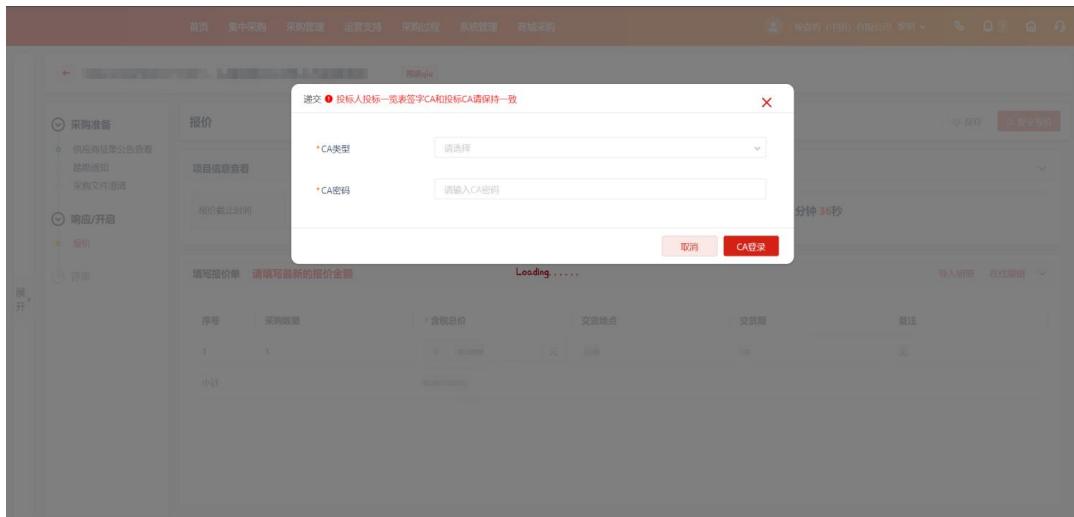 首页 集中采购 采购管理 运营支持 采购过程 系统管理 商城采购
递交 投标人投标一览表签字CA和投标CA请保持一致
采购准备
报价
供应商征集公告查看
*CA类型 请选择
项目信息查看
采购文件澄清
*CA密码 请输入CA密码
报价截止时间
分钟 36秒
响应/开启
报价
取消 CA登录
评审
填写报价单 请填写最新的报价金额
Loading......
导入明细 在线编辑
展开
序号 采购数量 *含税总价 交货地点 交货期 备注
1 1 元
小计